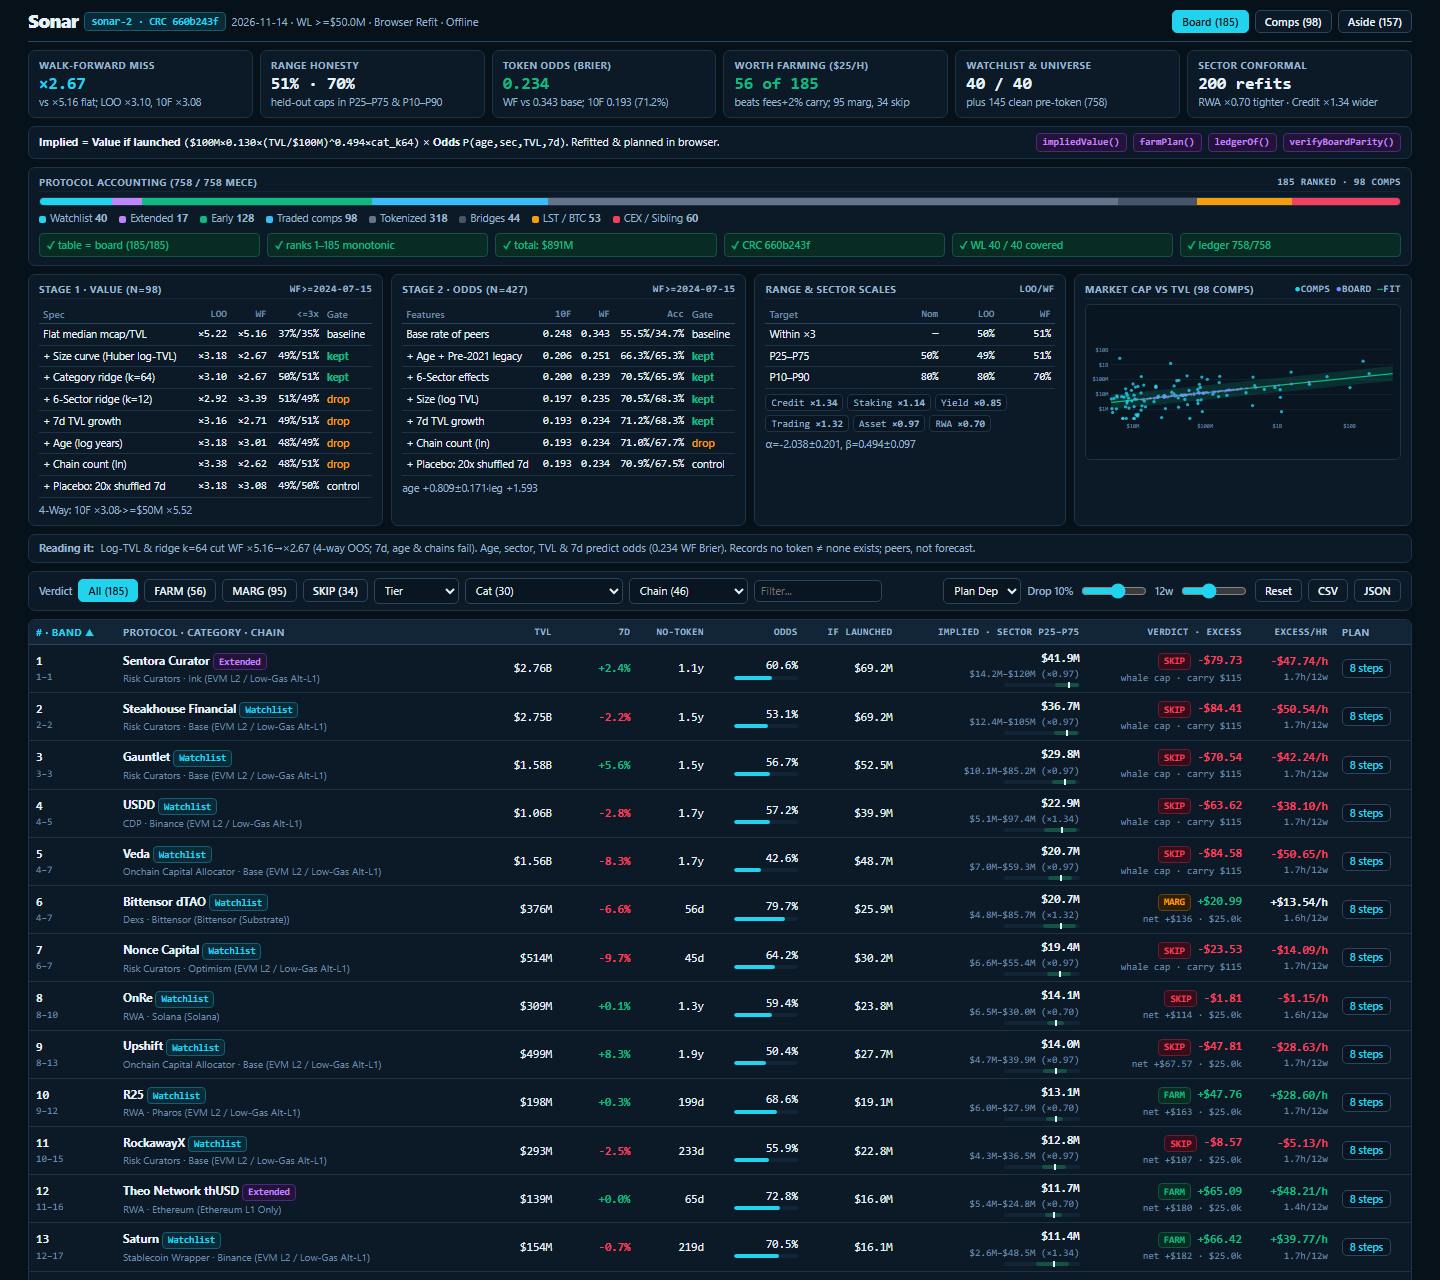 Sonar sonar-2 · CRC 660b243f 2026-11-14 · WL >=$50.0M · Browser Refit · Offline Board (185) Comps (98) Aside (157)
WALK-FORWARD MISS
×2.67
vs ×5.16 flat; LOO ×3.10, 10F ×3.08
RANGE HONESTY
51% · 70%
held-out caps in P25–P75 & P10–P90
TOKEN ODDS (BRIER)
0.234
WF vs 0.343 base; 10F 0.193 (71.2%)
WORTH FARMING ($25/H)
56 of 185
beats fees+2% carry; 95 marg, 34 skip
WATCHLIST & UNIVERSE
40 / 40
plus 145 clean pre-token (758)
SECTOR CONFORMAL
200 refits
RWA ×0.70 tighter · Credit ×1.34 wider
Implied = Value if launched ($100M×0.130×(TVL/$100M)^0.494×cat_k64) × Odds P(age,sec,TVL,7d). Refitted & planned in browser. impliedValue() farmPlan() ledgerOf() verifyBoardParity()
PROTOCOL ACCOUNTING (758 / 758 MECE) 185 RANKED · 98 COMPS
Watchlist 40 Extended 17 Early 128 Traded comps 98 Tokenized 318 Bridges 44 LST / BTC 53 CEX / Sibling 60
✓ table = board (185/185) ✓ ranks 1–185 monotonic ✓ total: $891M ✓ CRC 660b243f ✓ WL 40 / 40 covered ✓ ledger 758/758
STAGE 1 · VALUE (N=98) WF>=2024-07-15
Spec LOO WF <=3x Gate
Flat median mcap/TVL ×5.22 ×5.16 37%/35% baseline
+ Size curve (Huber log-TVL) ×3.18 ×2.67 49%/51% kept
+ Category ridge (k=64) ×3.10 ×2.67 50%/51% kept
+ 6-Sector ridge (k=12) ×2.92 ×3.39 51%/49% drop
+ 7d TVL growth ×3.16 ×2.71 49%/51% drop
+ Age (log years) ×3.18 ×3.01 48%/49% drop
+ Chain count (ln) ×3.38 ×2.62 48%/51% drop
+ Placebo: 20x shuffled 7d ×3.18 ×3.08 49%/50% control
4-Way: 10F ×3.08·>=$50M ×5.52
STAGE 2 · ODDS (N=427) WF>=2024-07-15
Features 10F WF Acc Gate
Base rate of peers 0.248 0.343 55.5%/34.7% baseline
+ Age + Pre-2021 legacy 0.206 0.251 66.3%/65.3% kept
+ 6-Sector effects 0.200 0.239 70.5%/65.9% kept
+ Size (log TVL) 0.197 0.235 70.5%/68.3% kept
+ 7d TVL growth 0.193 0.234 71.2%/68.3% kept
+ Chain count (ln) 0.193 0.234 71.0%/67.7% drop
+ Placebo: 20x shuffled 7d 0.193 0.234 70.9%/67.5% control
age +0.809±0.171·leg +1.593
RANGE & SECTOR SCALES LOO/WF
Target Nom LOO WF
Within ×3 — 50% 51%
P25–P75 50% 49% 51%
P10–P90 80% 80% 70%
Credit ×1.34 Staking ×1.14 Yield ×0.85
Trading ×1.32 Asset ×0.97 RWA ×0.70
α=-2.038±0.201, β=0.494±0.097
MARKET CAP VS TVL (98 COMPS) COMPS BOARD FIT
$10B
$1B
$100M
$10M
$1M
$10M $100M $1B $10B
Reading it: Log-TVL & ridge k=64 cut WF ×5.16→×2.67 (4-way OOS; 7d, age & chains fail). Age, sector, TVL & 7d predict odds (0.234 WF Brier). Records no token ≠ none exists; peers, not forecast.
Verdict All (185) FARM (56) MARG (95) SKIP (34) Tier Cat (30) Chain (46) Filter... Plan Dep Drop 10% 12w Reset CSV JSON
# · BAND ▲ PROTOCOL · CATEGORY · CHAIN TVL 7D NO-TOKEN ODDS IF LAUNCHED IMPLIED · SECTOR P25–P75 VERDICT · EXCESS EXCESS/HR PLAN
1 Sentora Curator Extended $2.76B +2.4% 1.1y 60.6% $69.2M $41.9M SKIP -$79.73 -$47.74/h 8 steps
1–1 Risk Curators · Ink (EVM L2 / Low-Gas Alt-L1) $14.2M–$120M (×0.97) whale cap · carry $115 1.7h/12w
2 Steakhouse Financial Watchlist $2.75B -2.2% 1.5y 53.1% $69.2M $36.7M SKIP -$84.41 -$50.54/h 8 steps
2–2 Risk Curators · Base (EVM L2 / Low-Gas Alt-L1) $12.4M–$105M (×0.97) whale cap · carry $115 1.7h/12w
3 Gauntlet Watchlist $1.58B +5.6% 1.5y 56.7% $52.5M $29.8M SKIP -$70.54 -$42.24/h 8 steps
3–3 Risk Curators · Base (EVM L2 / Low-Gas Alt-L1) $10.1M–$85.2M (×0.97) whale cap · carry $115 1.7h/12w
4 USDD Watchlist $1.06B -2.8% 1.7y 57.2% $39.9M $22.9M SKIP -$63.62 -$38.10/h 8 steps
4–5 CDP · Binance (EVM L2 / Low-Gas Alt-L1) $5.1M–$97.4M (×1.34) whale cap · carry $115 1.7h/12w
5 Veda Watchlist $1.56B -8.3% 1.7y 42.6% $48.7M $20.7M SKIP -$84.58 -$50.65/h 8 steps
4–7 Onchain Capital Allocator · Base (EVM L2 / Low-Gas Alt-L1) $7.0M–$59.3M (×0.97) whale cap · carry $115 1.7h/12w
6 Bittensor dTAO Watchlist $376M -6.6% 56d 79.7% $25.9M $20.7M MARG +$20.99 +$13.54/h 8 steps
4–7 Dexs · Bittensor (Bittensor (Substrate)) $4.8M–$85.7M (×1.32) net +$136 · $25.0k 1.6h/12w
7 Nonce Capital Watchlist $514M -9.7% 45d 64.2% $30.2M $19.4M SKIP -$23.53 -$14.09/h 8 steps
6–7 Risk Curators · Optimism (EVM L2 / Low-Gas Alt-L1) $6.6M–$55.4M (×0.97) whale cap · carry $115 1.7h/12w
8 OnRe Watchlist $309M +0.1% 1.3y 59.4% $23.8M $14.1M SKIP -$1.81 -$1.15/h 8 steps
8–10 RWA · Solana (Solana) $6.5M–$30.0M (×0.70) net +$114 · $25.0k 1.6h/12w
9 Upshift Watchlist $499M +8.3% 1.9y 50.4% $27.7M $14.0M SKIP -$47.81 -$28.63/h 8 steps
8–13 Onchain Capital Allocator · Base (EVM L2 / Low-Gas Alt-L1) $4.7M–$39.9M (×0.97) net +$67.57 · $25.0k 1.7h/12w
10 R25 Watchlist $198M +0.3% 199d 68.6% $19.1M $13.1M FARM +$47.76 +$28.60/h 8 steps
9–12 RWA · Pharos (EVM L2 / Low-Gas Alt-L1) $6.0M–$27.9M (×0.70) net +$163 · $25.0k 1.7h/12w
11 RockawayX Watchlist $293M -2.5% 233d 55.9% $22.8M $12.8M SKIP -$8.57 -$5.13/h 8 steps
10–15 Risk Curators · Base (EVM L2 / Low-Gas Alt-L1) $4.3M–$36.5M (×0.97) net +$107 · $25.0k 1.7h/12w
12 Theo Network thUSD Extended $139M +0.0% 65d 72.8% $16.0M $11.7M FARM +$65.09 +$48.21/h 8 steps
11–16 RWA · Ethereum (Ethereum L1 Only) $5.4M–$24.8M (×0.70) net +$180 · $25.0k 1.4h/12w
13 Saturn Watchlist $154M -0.7% 219d 70.5% $16.1M $11.4M FARM +$66.42 +$39.77/h 8 steps
12–17 Stablecoin Wrapper · Binance (EVM L2 / Low-Gas Alt-L1) $2.6M–$48.5M (×1.34) net +$182 · $25.0k 1.7h/12w